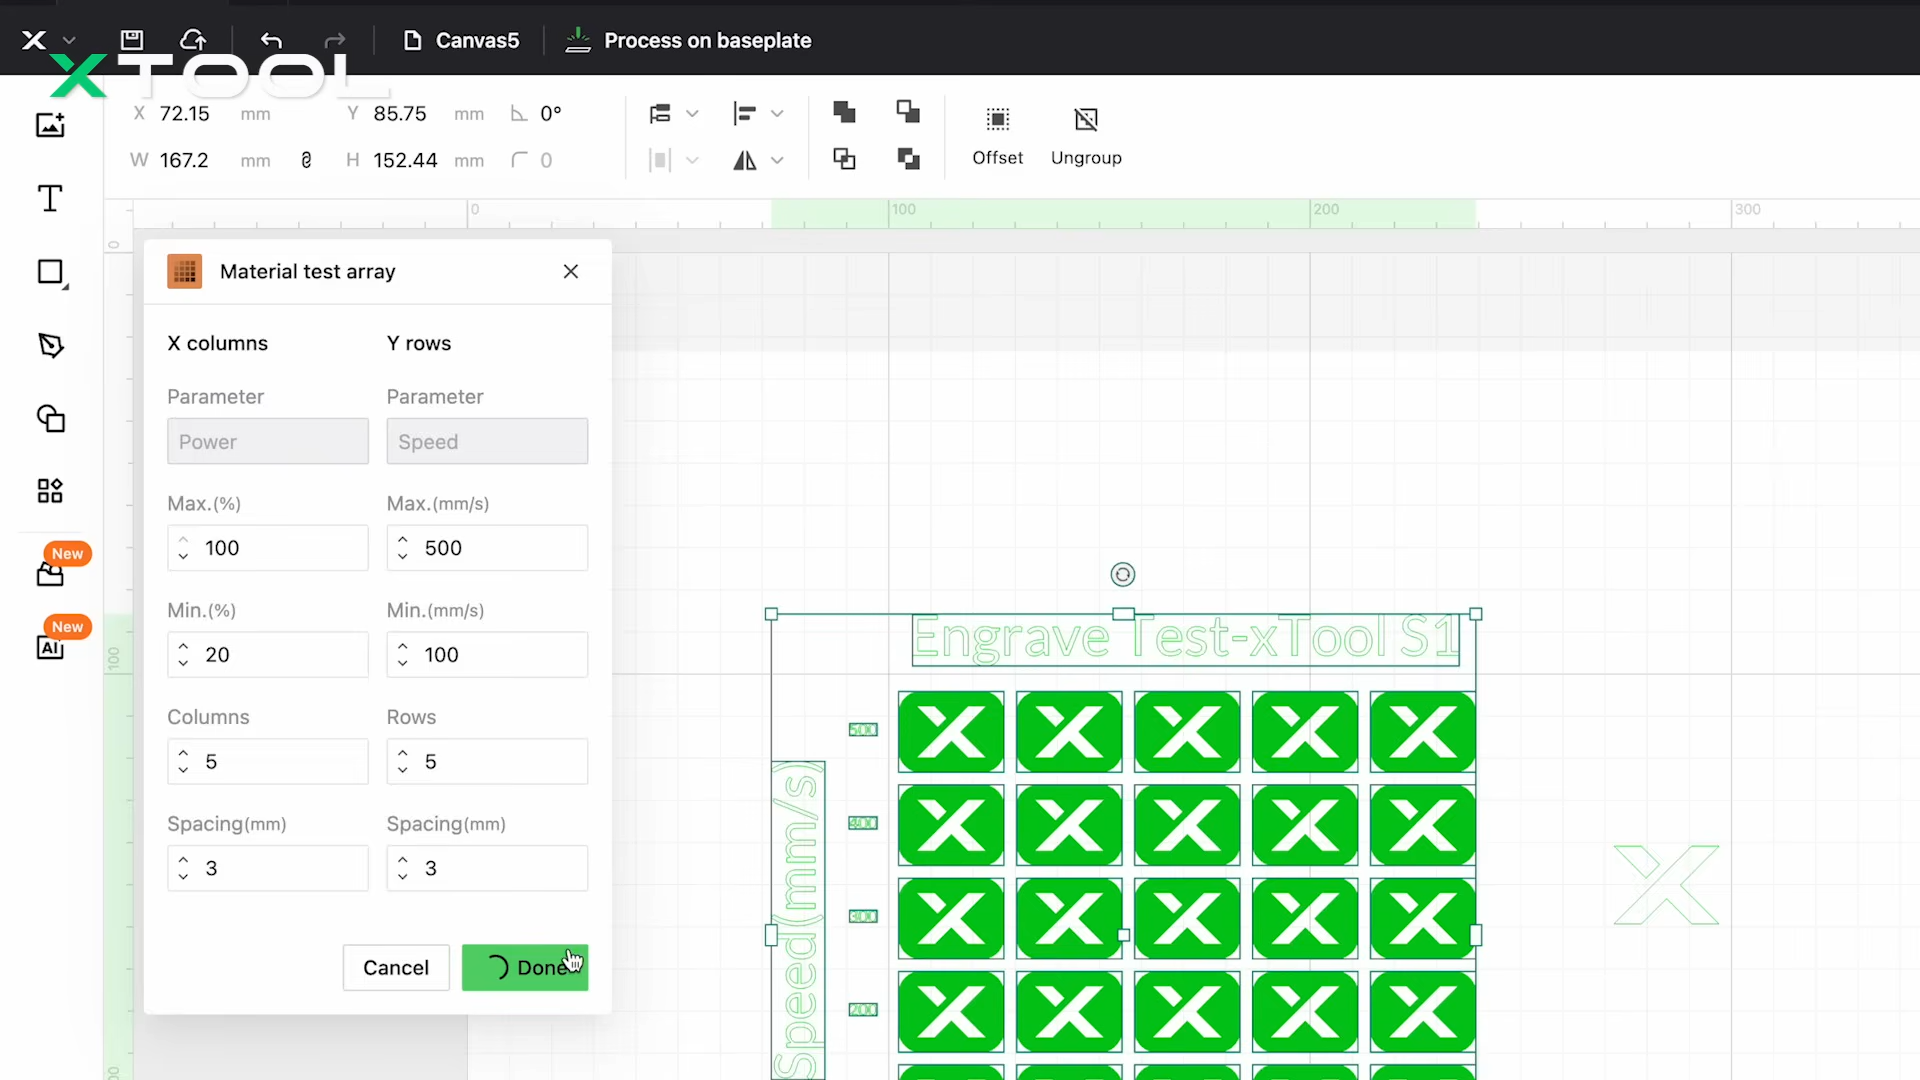 Canvas5
Process on baseplate
XTOOL
X 72.15 mm Y 85.75 mm 0°
W 167.2 mm H 152.44 mm 0
Offset
Ungroup
0 100 200 300
0
100
Material test array
X columns Y rows
Parameter Parameter
Power Speed
Max.(%) Max.(mm/s)
100 500
Min.(%) Min.(mm/s)
20 100
Columns Rows
5 5
Spacing(mm) Spacing(mm)
3 3
Cancel Done
New
New
AI
Engrave Test-xTool S1
500
400
300
200
Speed(mm/s)